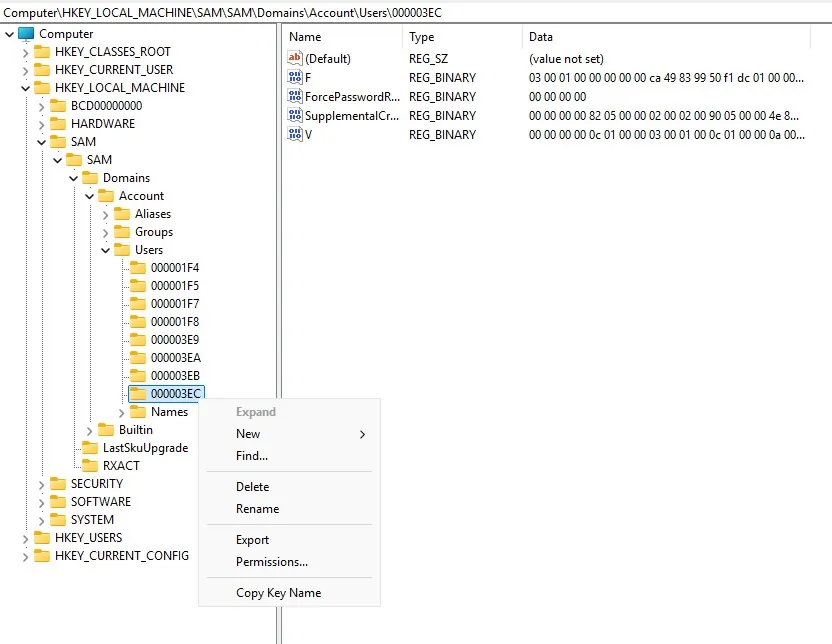 Computer\HKEY_LOCAL_MACHINE\SAM\SAM\Domains\Account\Users\000003EC
Computer
HKEY_CLASSES_ROOT
HKEY_CURRENT_USER
HKEY_LOCAL_MACHINE
BCD00000000
HARDWARE
SAM
SAM
Domains
Account
Aliases
Groups
Users
000001F4
000001F5
000001F7
000001F8
000003E9
000003EA
000003EB
000003EC
Names
Builtin
LastSkuUpgrade
RXACT
SECURITY
SOFTWARE
SYSTEM
HKEY_USERS
HKEY_CURRENT_CONFIG
Name Type Data
(Default) REG_SZ (value not set)
F REG_BINARY 03 00 01 00 00 00 00 00 ca 49 83 99 50 f1 dc 01 00 00...
ForcePasswordR... REG_BINARY 00 00 00 00
SupplementalCr... REG_BINARY 00 00 00 00 82 05 00 00 02 00 02 00 90 05 00 00 4e 8...
V REG_BINARY 00 00 00 00 0c 01 00 00 03 00 01 00 0c 01 00 00 0a 00...
Expand
New
Find...
Delete
Rename
Export
Permissions...
Copy Key Name